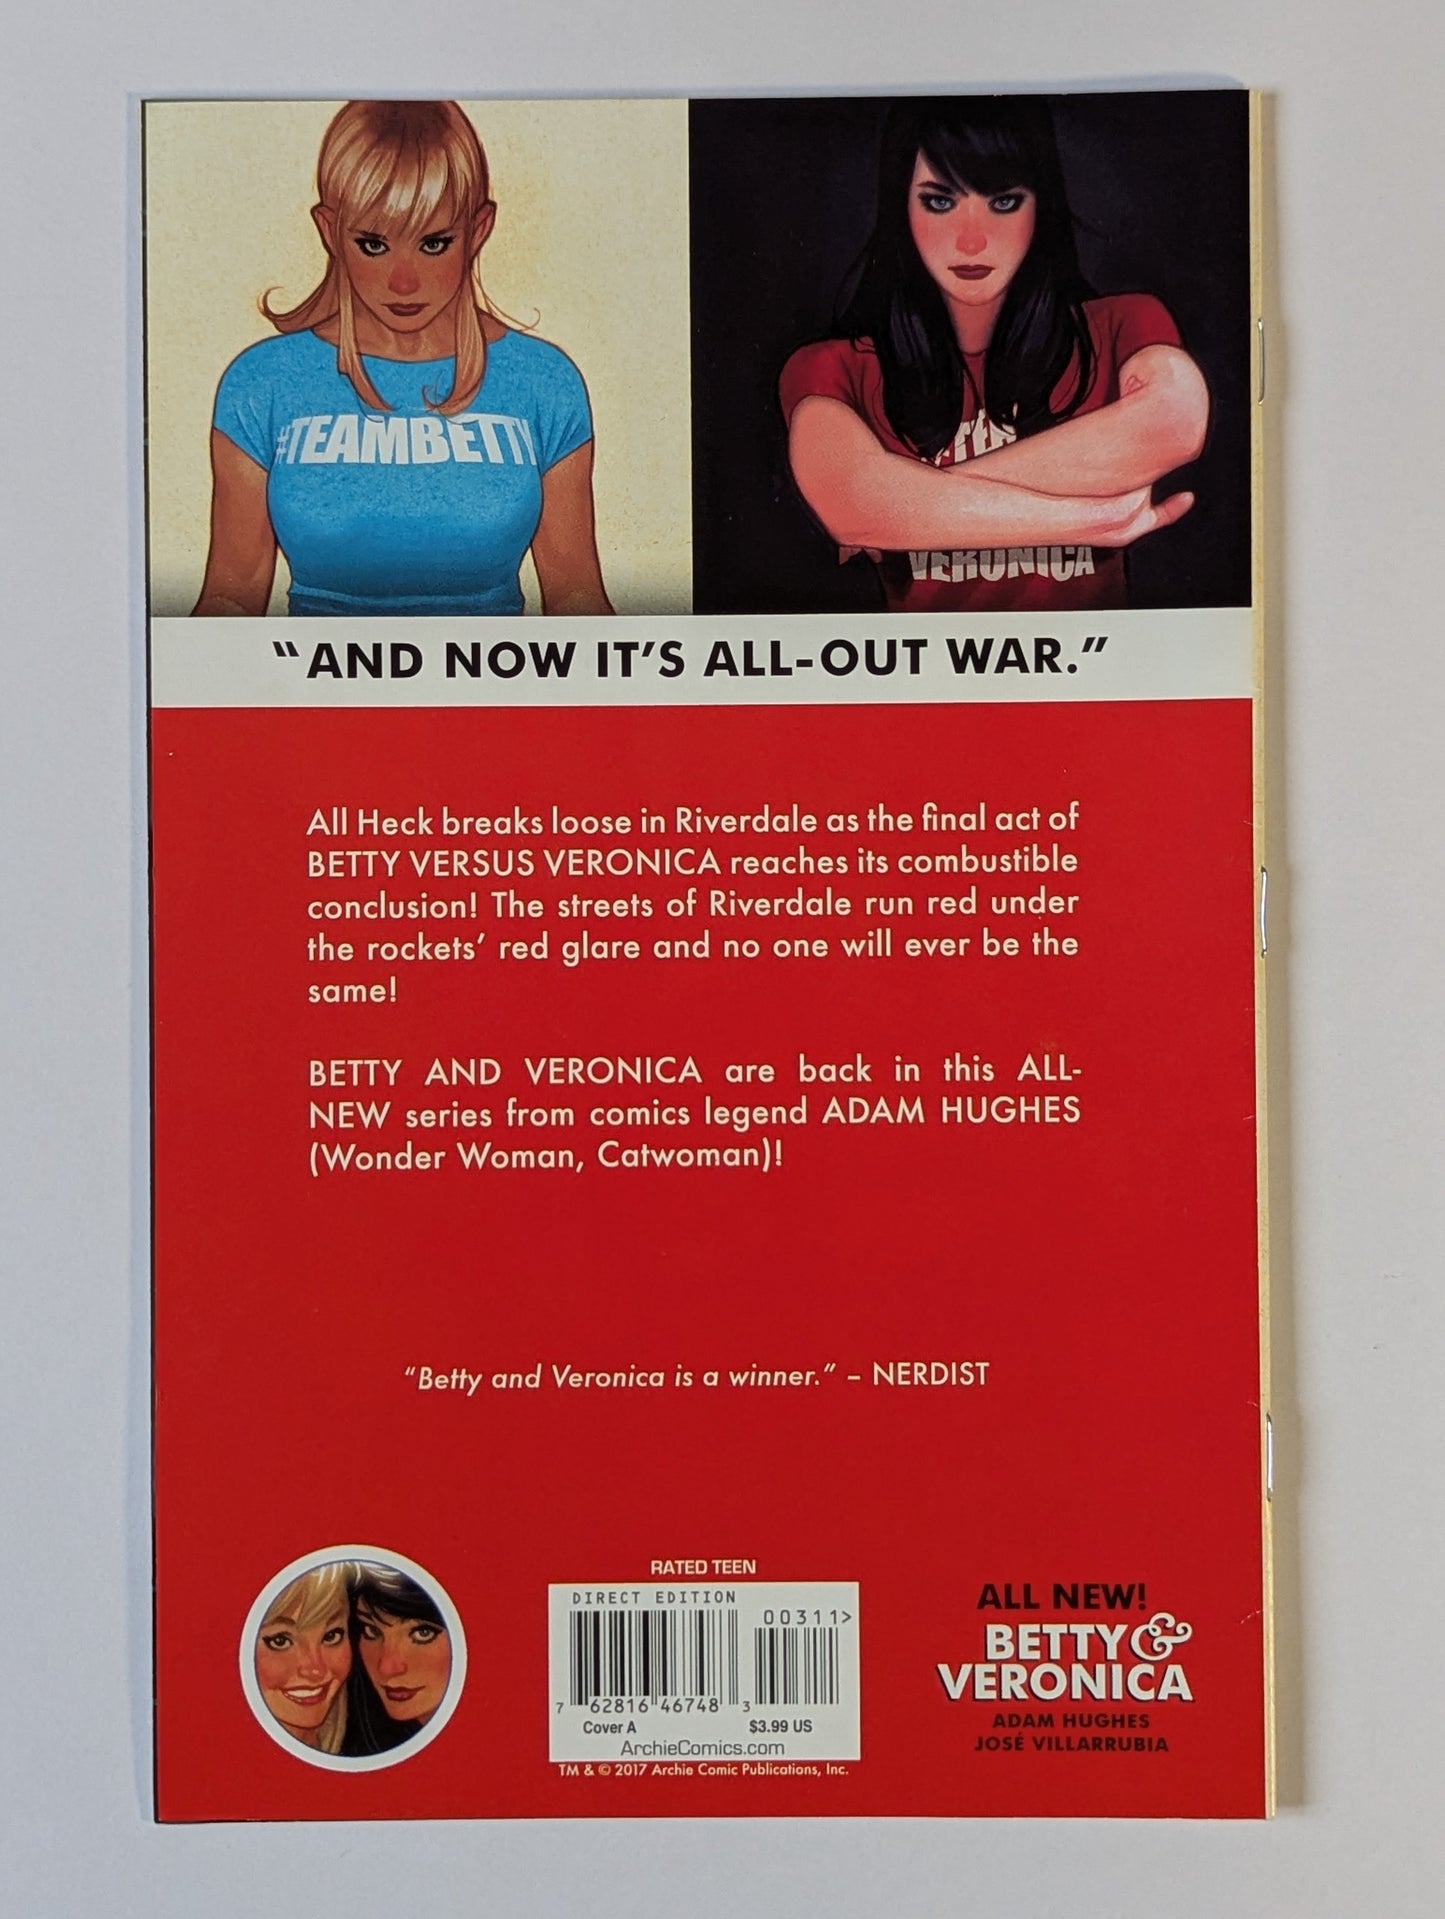 #TEAMBETTY
VERONICA
“AND NOW IT’S ALL-OUT WAR.”
All Heck breaks loose in Riverdale as the final act of
BETTY VERSUS VERONICA reaches its combustible
conclusion! The streets of Riverdale run red under
the rockets’ red glare and no one will ever be the
same!
BETTY AND VERONICA are back in this ALL-
NEW series from comics legend ADAM HUGHES
(Wonder Woman, Catwoman)!
“Betty and Veronica is a winner.” – NERDIST
RATED TEEN
DIRECT EDITION
00311>
7 62816 46748 3
Cover A $3.99 US
ArchieComics.com
TM & © 2017 Archie Comic Publications, Inc.
ALL NEW!
BETTY &
VERONICA
ADAM HUGHES
JOSÉ VILLARRUBIA